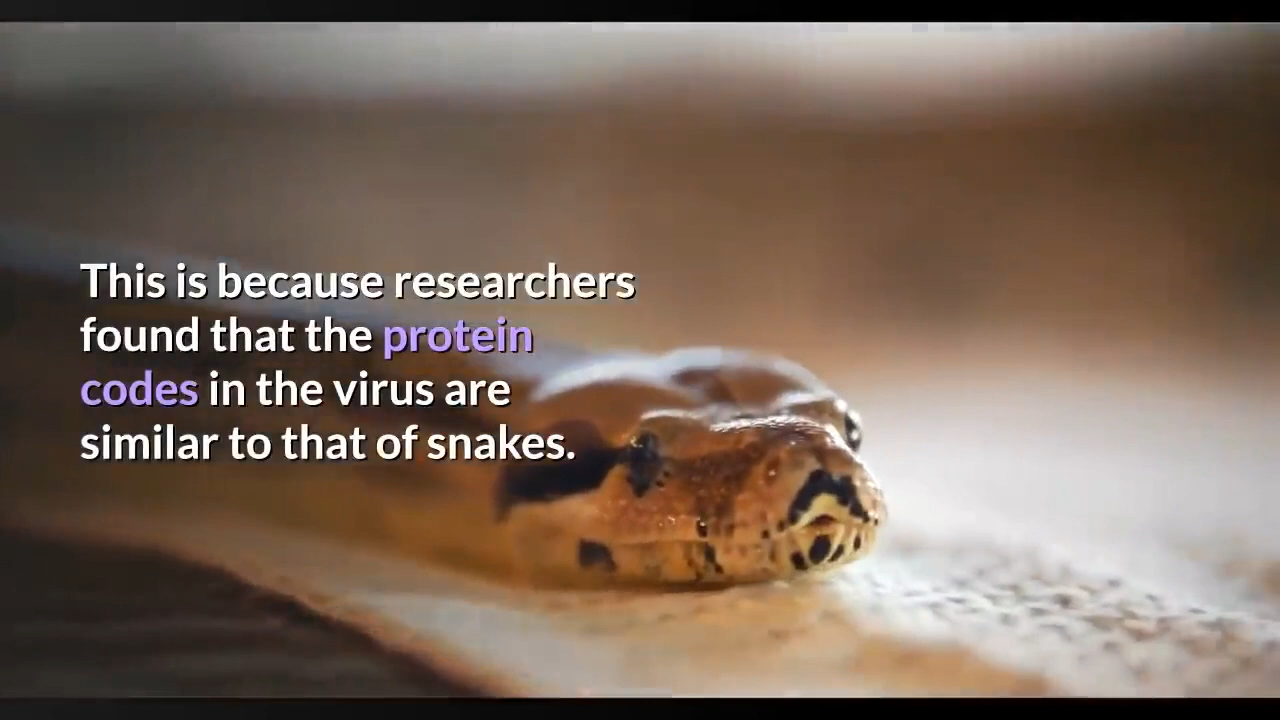 This is because researchers
found that the protein
codes in the virus are
similar to that of snakes.